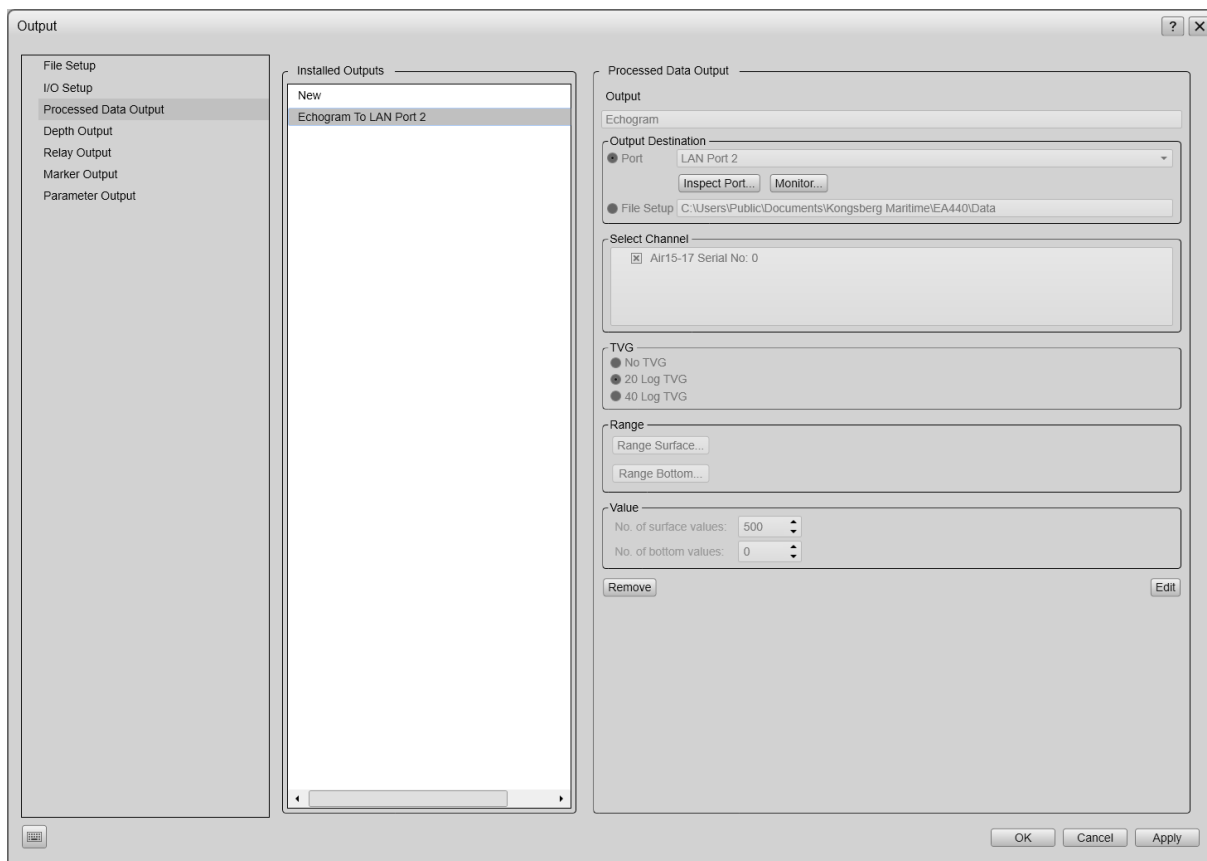 Output
?
File Setup
I/O Setup
Processed Data Output
Depth Output
Relay Output
Marker Output
Parameter Output
Installed Outputs
New
Echogram To LAN Port 2
Processed Data Output
Output
Echogram
Output Destination
Port LAN Port 2
Inspect Port... Monitor...
File Setup C:\Users\Public\Documents\Kongsberg Maritime\EA440\Data
Select Channel
Air15-17 Serial No: 0
TVG
No TVG
20 Log TVG
40 Log TVG
Range
Range Surface...
Range Bottom...
Value
No. of surface values: 500
No. of bottom values: 0
Remove Edit
OK Cancel Apply